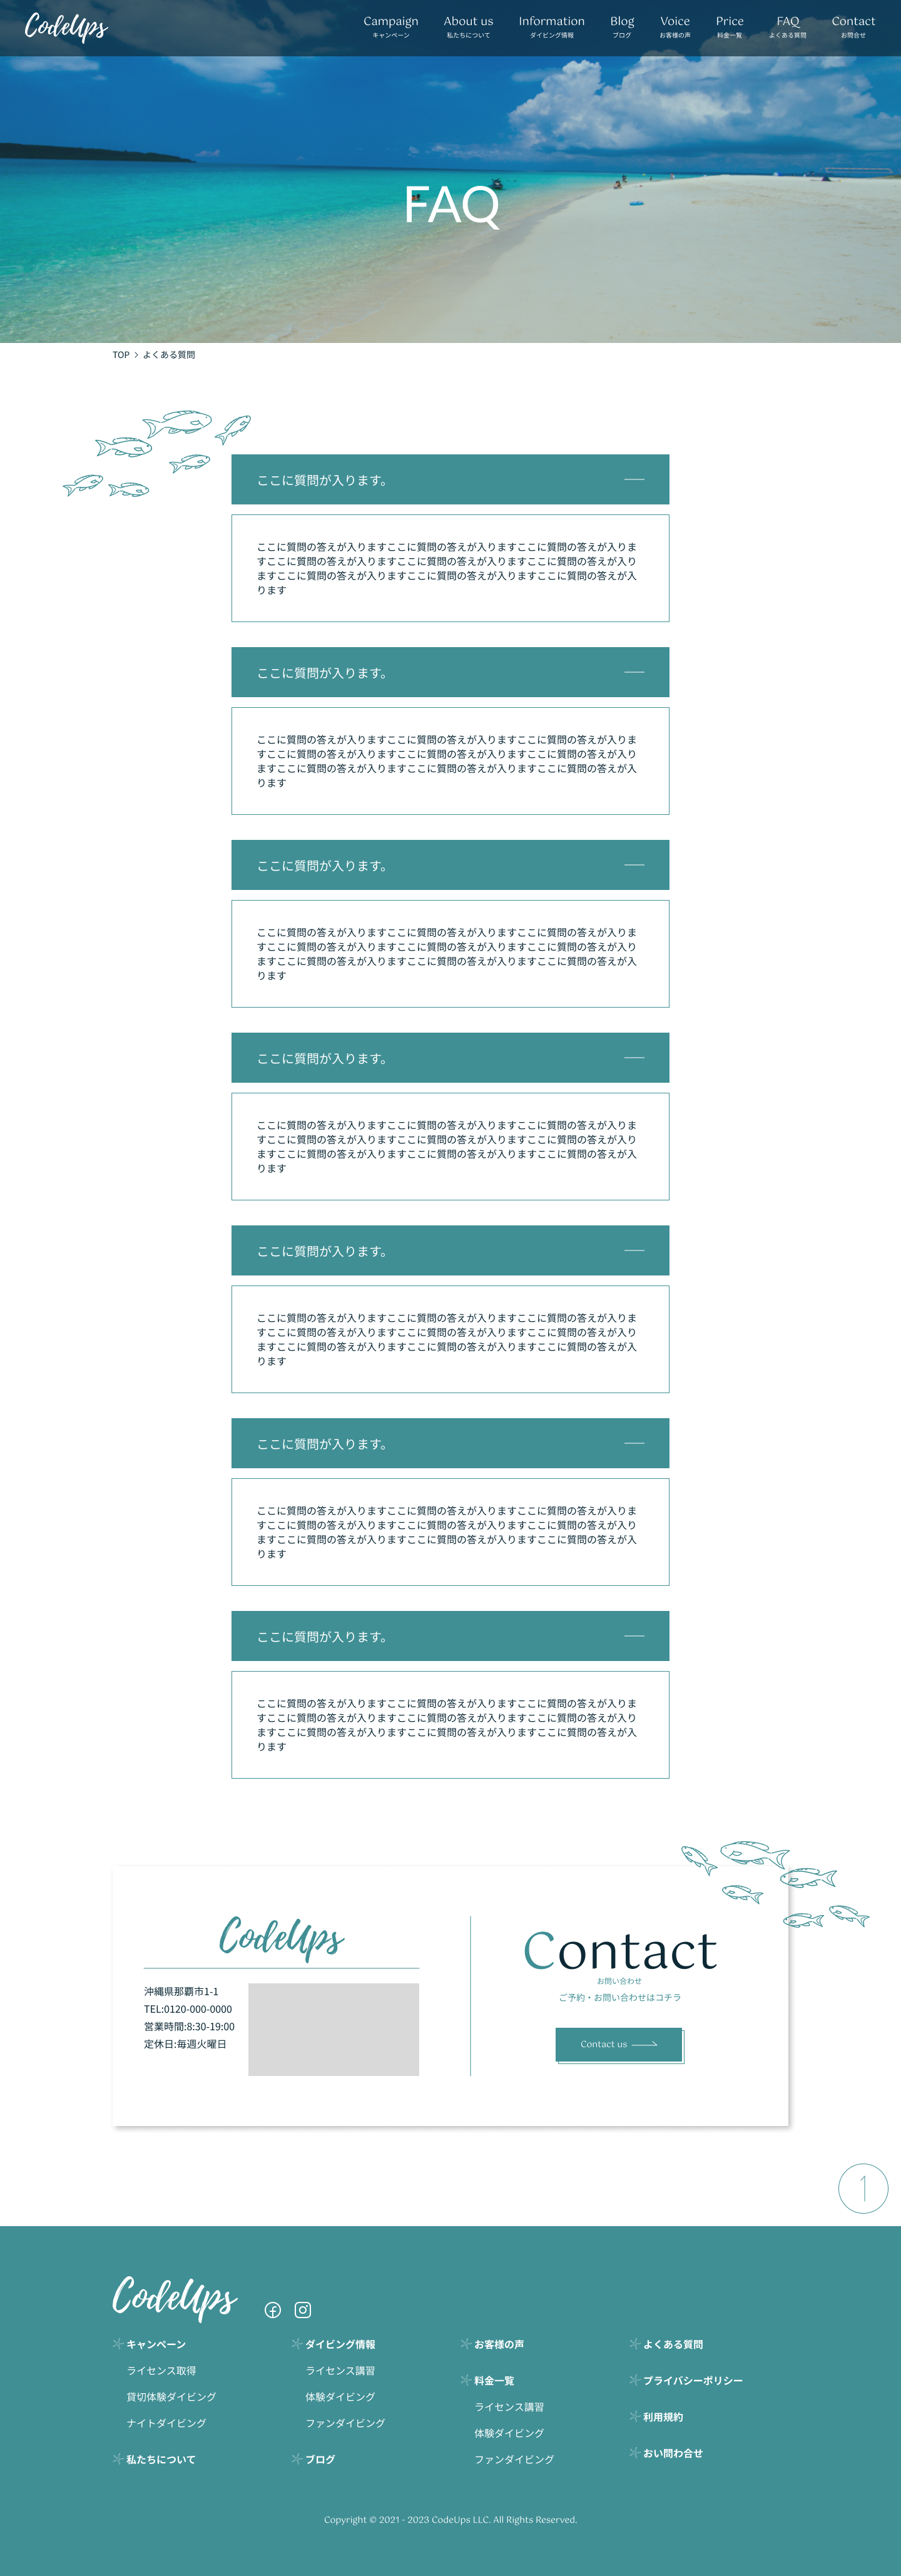 CodeUps
Campaign
キャンペーン
About us
私たちについて
Information
ダイビング情報
Blog
ブログ
Voice
お客様の声
Price
料金一覧
FAQ
よくある質問
Contact
お問合せ
FAQ
TOP > よくある質問
ここに質問が入ります。
ここに質問の答えが入りますここに質問の答えが入りますここに質問の答えが入りま
すここに質問の答えが入りますここに質問の答えが入りますここに質問の答えが入り
ますここに質問の答えが入りますここに質問の答えが入りますここに質問の答えが入
ります
ここに質問が入ります。
ここに質問の答えが入りますここに質問の答えが入りますここに質問の答えが入りま
すここに質問の答えが入りますここに質問の答えが入りますここに質問の答えが入り
ますここに質問の答えが入りますここに質問の答えが入りますここに質問の答えが入
ります
ここに質問が入ります。
ここに質問の答えが入りますここに質問の答えが入りますここに質問の答えが入りま
すここに質問の答えが入りますここに質問の答えが入りますここに質問の答えが入り
ますここに質問の答えが入りますここに質問の答えが入りますここに質問の答えが入
ります
ここに質問が入ります。
ここに質問の答えが入りますここに質問の答えが入りますここに質問の答えが入りま
すここに質問の答えが入りますここに質問の答えが入りますここに質問の答えが入り
ますここに質問の答えが入りますここに質問の答えが入りますここに質問の答えが入
ります
ここに質問が入ります。
ここに質問の答えが入りますここに質問の答えが入りますここに質問の答えが入りま
すここに質問の答えが入りますここに質問の答えが入りますここに質問の答えが入り
ますここに質問の答えが入りますここに質問の答えが入りますここに質問の答えが入
ります
ここに質問が入ります。
ここに質問の答えが入りますここに質問の答えが入りますここに質問の答えが入りま
すここに質問の答えが入りますここに質問の答えが入りますここに質問の答えが入り
ますここに質問の答えが入りますここに質問の答えが入りますここに質問の答えが入
ります
ここに質問が入ります。
ここに質問の答えが入りますここに質問の答えが入りますここに質問の答えが入りま
すここに質問の答えが入りますここに質問の答えが入りますここに質問の答えが入り
ますここに質問の答えが入りますここに質問の答えが入りますここに質問の答えが入
ります
CodeUps
沖縄県那覇市1-1
TEL:0120-000-0000
営業時間:8:30-19:00
定休日:毎週火曜日
Contact
お問い合わせ
ご予約・お問い合わせはコチラ
Contact us
CodeUps
キャンペーン
ライセンス取得
貸切体験ダイビング
ナイトダイビング
私たちについて
ダイビング情報
ライセンス講習
体験ダイビング
ファンダイビング
ブログ
お客様の声
料金一覧
ライセンス講習
体験ダイビング
ファンダイビング
よくある質問
プライバシーポリシー
利用規約
おい問わ合せ
Copyright © 2021 - 2023 CodeUps LLC. All Rights Reserved.